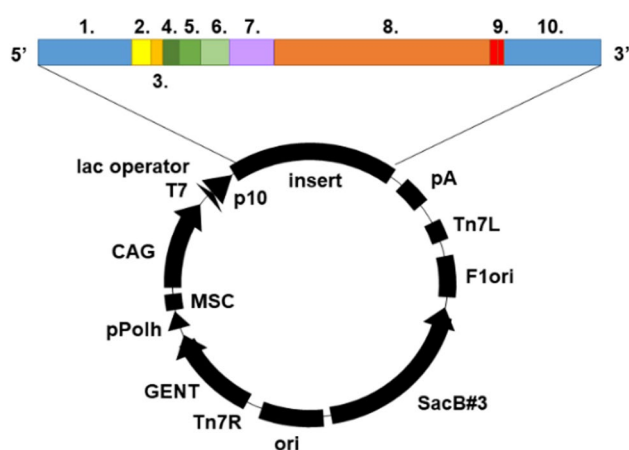 1. 2. 4. 5. 6. 7. 8. 9. 10.
5’ 3’
3.
lac operator
T7
p10
insert
pA
Tn7L
CAG
F1ori
MSC
pPolh
GENT
SacB#3
Tn7R
ori